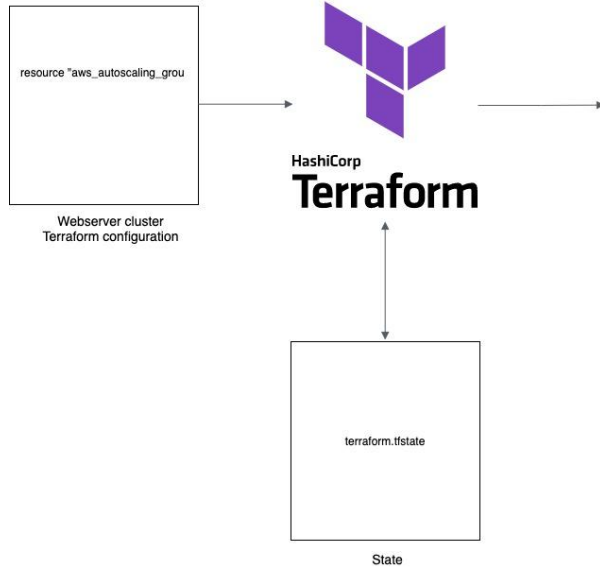 resource "aws_autoscaling_grou
HashiCorp
Terraform
Webserver cluster
Terraform configuration
terraform.tfstate
State